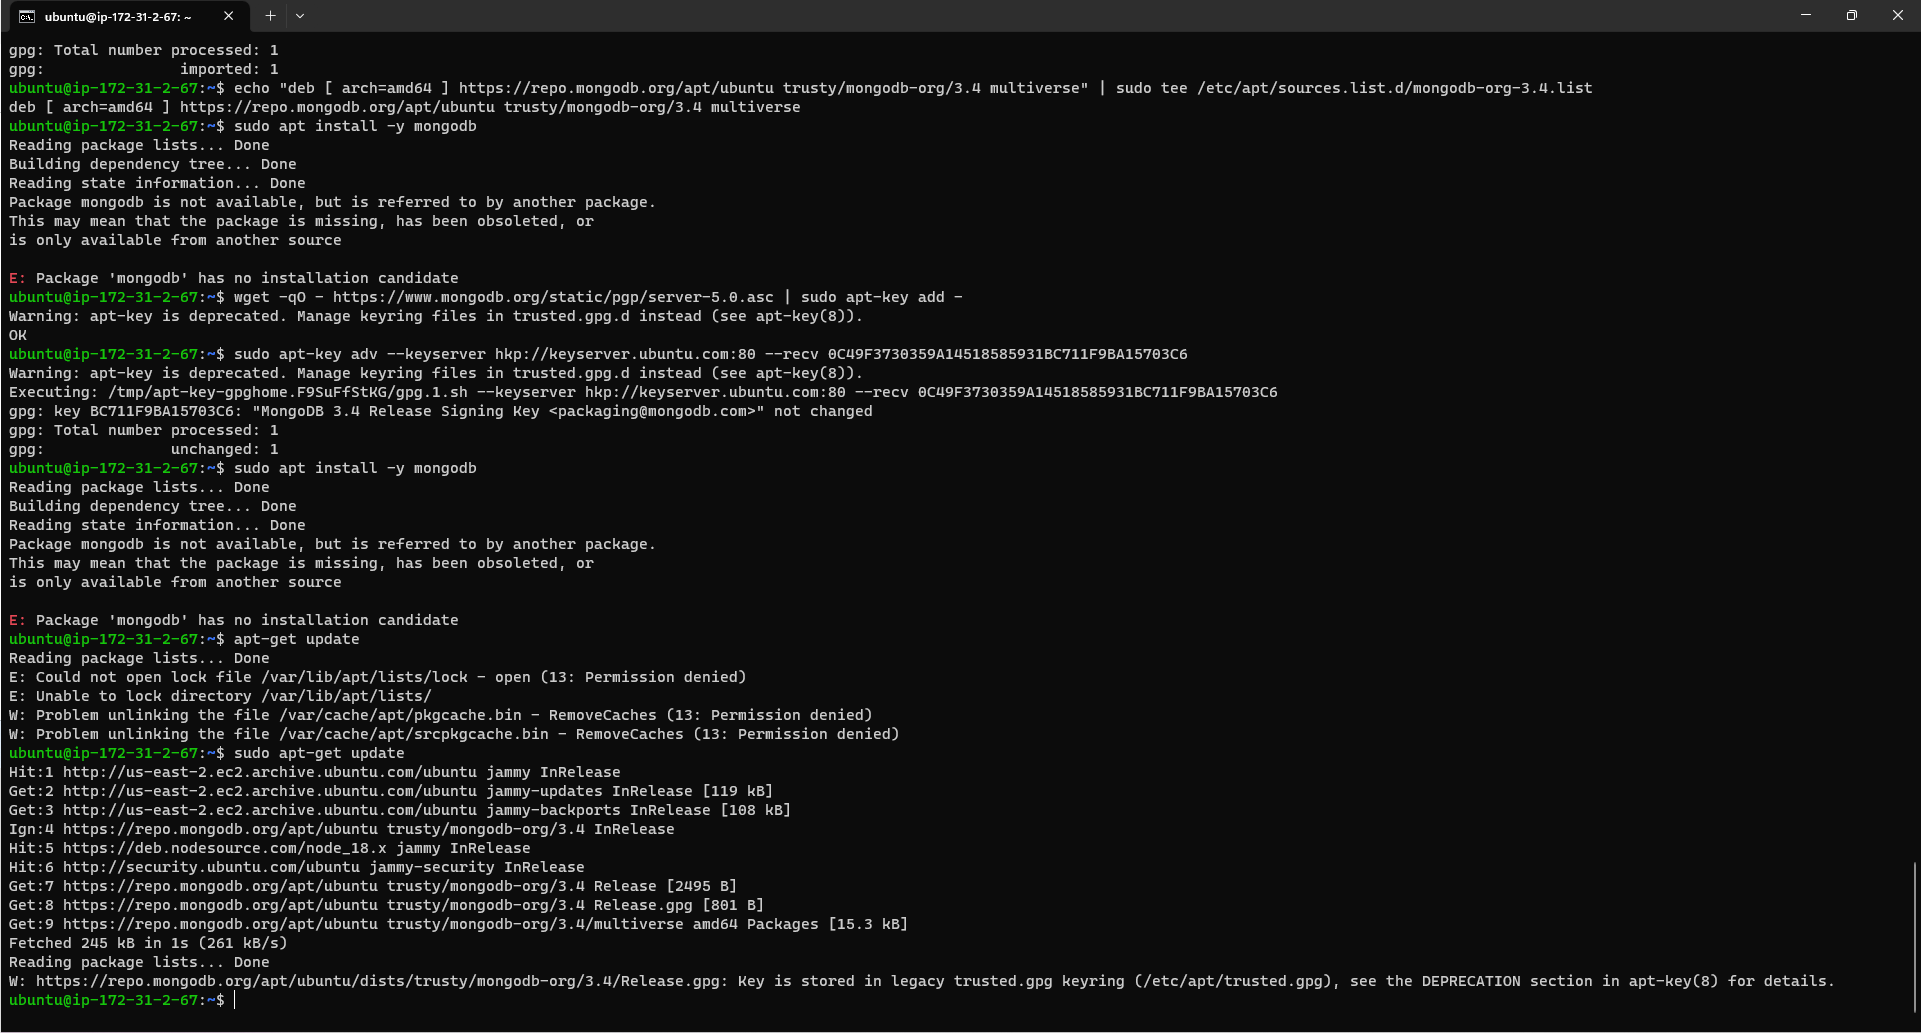 ubuntu@ip-172-31-2-67: ~
gpg: Total number processed: 1
gpg:               imported: 1
ubuntu@ip-172-31-2-67:~$ echo "deb [ arch=amd64 ] https://repo.mongodb.org/apt/ubuntu trusty/mongodb-org/3.4 multiverse" | sudo tee /etc/apt/sources.list.d/mongodb-org-3.4.list
deb [ arch=amd64 ] https://repo.mongodb.org/apt/ubuntu trusty/mongodb-org/3.4 multiverse
ubuntu@ip-172-31-2-67:~$ sudo apt install -y mongodb
Reading package lists... Done
Building dependency tree... Done
Reading state information... Done
Package mongodb is not available, but is referred to by another package.
This may mean that the package is missing, has been obsoleted, or
is only available from another source

E: Package 'mongodb' has no installation candidate
ubuntu@ip-172-31-2-67:~$ wget -qO - https://www.mongodb.org/static/pgp/server-5.0.asc | sudo apt-key add -
Warning: apt-key is deprecated. Manage keyring files in trusted.gpg.d instead (see apt-key(8)).
OK
ubuntu@ip-172-31-2-67:~$ sudo apt-key adv --keyserver hkp://keyserver.ubuntu.com:80 --recv 0C49F3730359A14518585931BC711F9BA15703C6
Warning: apt-key is deprecated. Manage keyring files in trusted.gpg.d instead (see apt-key(8)).
Executing: /tmp/apt-key-gpghome.F9SuFfStKG/gpg.1.sh --keyserver hkp://keyserver.ubuntu.com:80 --recv 0C49F3730359A14518585931BC711F9BA15703C6
gpg: key BC711F9BA15703C6: "MongoDB 3.4 Release Signing Key <packaging@mongodb.com>" not changed
gpg: Total number processed: 1
gpg:              unchanged: 1
ubuntu@ip-172-31-2-67:~$ sudo apt install -y mongodb
Reading package lists... Done
Building dependency tree... Done
Reading state information... Done
Package mongodb is not available, but is referred to by another package.
This may mean that the package is missing, has been obsoleted, or
is only available from another source

E: Package 'mongodb' has no installation candidate
ubuntu@ip-172-31-2-67:~$ apt-get update
Reading package lists... Done
E: Could not open lock file /var/lib/apt/lists/lock - open (13: Permission denied)
E: Unable to lock directory /var/lib/apt/lists/
W: Problem unlinking the file /var/cache/apt/pkgcache.bin - RemoveCaches (13: Permission denied)
W: Problem unlinking the file /var/cache/apt/srcpkgcache.bin - RemoveCaches (13: Permission denied)
ubuntu@ip-172-31-2-67:~$ sudo apt-get update
Hit:1 http://us-east-2.ec2.archive.ubuntu.com/ubuntu jammy InRelease
Get:2 http://us-east-2.ec2.archive.ubuntu.com/ubuntu jammy-updates InRelease [119 kB]
Get:3 http://us-east-2.ec2.archive.ubuntu.com/ubuntu jammy-backports InRelease [108 kB]
Ign:4 https://repo.mongodb.org/apt/ubuntu trusty/mongodb-org/3.4 InRelease
Hit:5 https://deb.nodesource.com/node_18.x jammy InRelease
Hit:6 http://security.ubuntu.com/ubuntu jammy-security InRelease
Get:7 https://repo.mongodb.org/apt/ubuntu trusty/mongodb-org/3.4 Release [2495 B]
Get:8 https://repo.mongodb.org/apt/ubuntu trusty/mongodb-org/3.4 Release.gpg [801 B]
Get:9 https://repo.mongodb.org/apt/ubuntu trusty/mongodb-org/3.4/multiverse amd64 Packages [15.3 kB]
Fetched 245 kB in 1s (261 kB/s)
Reading package lists... Done
W: https://repo.mongodb.org/apt/ubuntu/dists/trusty/mongodb-org/3.4/Release.gpg: Key is stored in legacy trusted.gpg keyring (/etc/apt/trusted.gpg), see the DEPRECATION section in apt-key(8) for details.
ubuntu@ip-172-31-2-67:~$